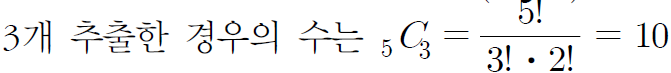 3개 추출한 경우의 수는 ₅C₃ = 5!/(3!·2!) = 10